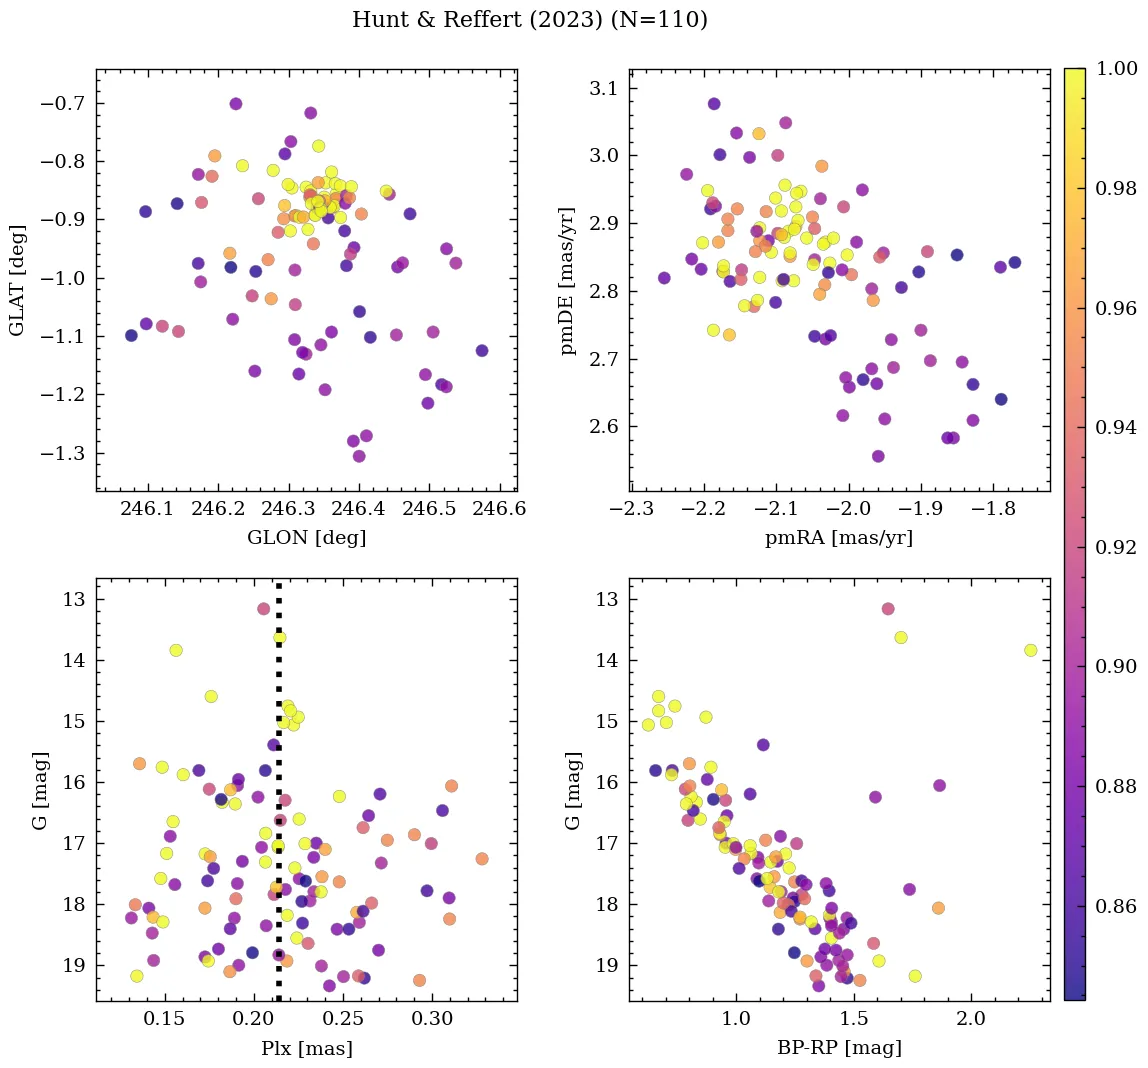 Hunt & Reffert (2023) (N=110)
−0.7
−0.8
−0.9
−1.0
−1.1
−1.2
−1.3
GLAT [deg]
246.1 246.2 246.3 246.4 246.5 246.6
GLON [deg]
3.1
3.0
2.9
2.8
2.7
2.6
pmDE [mas/yr]
−2.3 −2.2 −2.1 −2.0 −1.9 −1.8
pmRA [mas/yr]
13
14
15
16
17
18
19
G [mag]
0.15 0.20 0.25 0.30
Plx [mas]
13
14
15
16
17
18
19
G [mag]
1.0 1.5 2.0
BP-RP [mag]
1.00
0.98
0.96
0.94
0.92
0.90
0.88
0.86